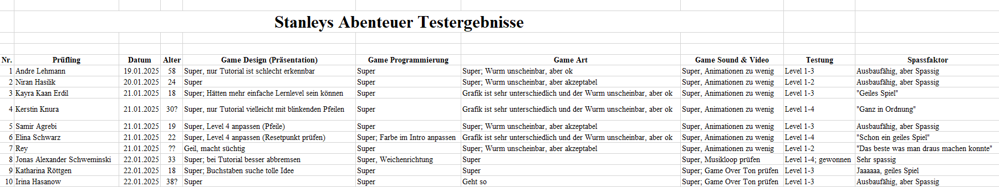 Stanleys Abenteuer Testergebnisse
Nr. Prüfling Datum Alter Game Design (Präsentation) Game Programmierung Game Art Game Sound & Video Testung Spassfaktor
1 Andre Lehmann 19.01.2025 58 Super, nur Tutorial ist schlecht erkennbar Super Super; Wurm unscheinbar, aber ok Super, Animationen zu wenig Level 1-3 Ausbaufähig, aber Spassig
2 Niran Hasilik 20.01.2025 24 Super Super Super; Wurm unscheinbar, aber akzeptabel Super, Animationen zu wenig Level 1-2 Ausbaufähig, aber Spassig
3 Kayra Kaan Erdil 21.01.2025 18 Super; Hätten mehr einfache Lernlevel sein können Super Grafik ist sehr unterschiedlich und der Wurm unscheinbar, aber ok Super, Animationen zu wenig Level 1-3 "Geiles Spiel"
4 Kerstin Knura 21.01.2025 30? Super, nur Tutorial vielleicht mit blinkenden Pfeilen Super Grafik ist sehr unterschiedlich und der Wurm unscheinbar, aber ok Super, Animationen zu wenig Level 1-4 "Ganz in Ordnung"
5 Samir Agrebi 21.01.2025 19 Super, Level 4 anpassen (Pfeile) Super Super; Wurm unscheinbar, aber akzeptabel Super, Animationen zu wenig Level 1-3 Ausbaufähig, aber Spassig
6 Elina Schwarz 21.01.2025 22 Super, Level 4 anpassen (Resetpunkt prüfen) Super; Farbe im Intro anpassen Grafik ist sehr unterschiedlich und der Wurm unscheinbar, aber ok Super, Animationen zu wenig Level 1-4 "Schon ein geiles Spiel"
7 Rey 21.01.2025 ?? Geil, macht süchtig Super Super; Wurm unscheinbar, aber akzeptabel Super, Animationen zu wenig Level 1-2 "Das beste was man draus machen konnte"
8 Jonas Alexander Schweminski 22.01.2025 33 Super; bei Tutorial besser abbremsen Super, Weichenrichtung Super Super, Musikloop prüfen Level 1-4; gewonnen Sehr spassig
9 Katharina Röttgen 22.01.2025 18 Super; Buchstaben suche tolle Idee Super Super Super; Game Over Ton prüfen Level 1-3 Jaaaaaa, geiles Spiel
10 Irina Hasanow 22.01.2025 38? Super Super Geht so Super; Game Over Ton prüfen Level 1-3 Ausbaufähig, aber Spassig